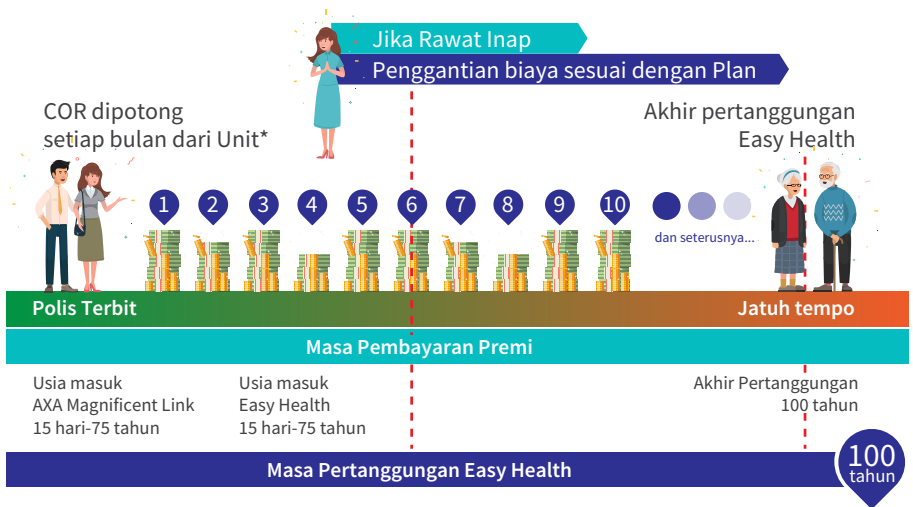 Jika Rawat Inap
Penggantian biaya sesuai dengan Plan
COR dipotong
setiap bulan dari Unit*
Akhir pertanggungan
Easy Health
1 2 3 4 5 6 7 8 9 10
dan seterusnya...
Polis Terbit
Jatuh tempo
Masa Pembayaran Premi
Usia masuk
AXA Magnificent Link
15 hari-75 tahun
Usia masuk
Easy Health
15 hari-75 tahun
Akhir Pertanggungan
100 tahun
Masa Pertanggungan Easy Health
100
tahun